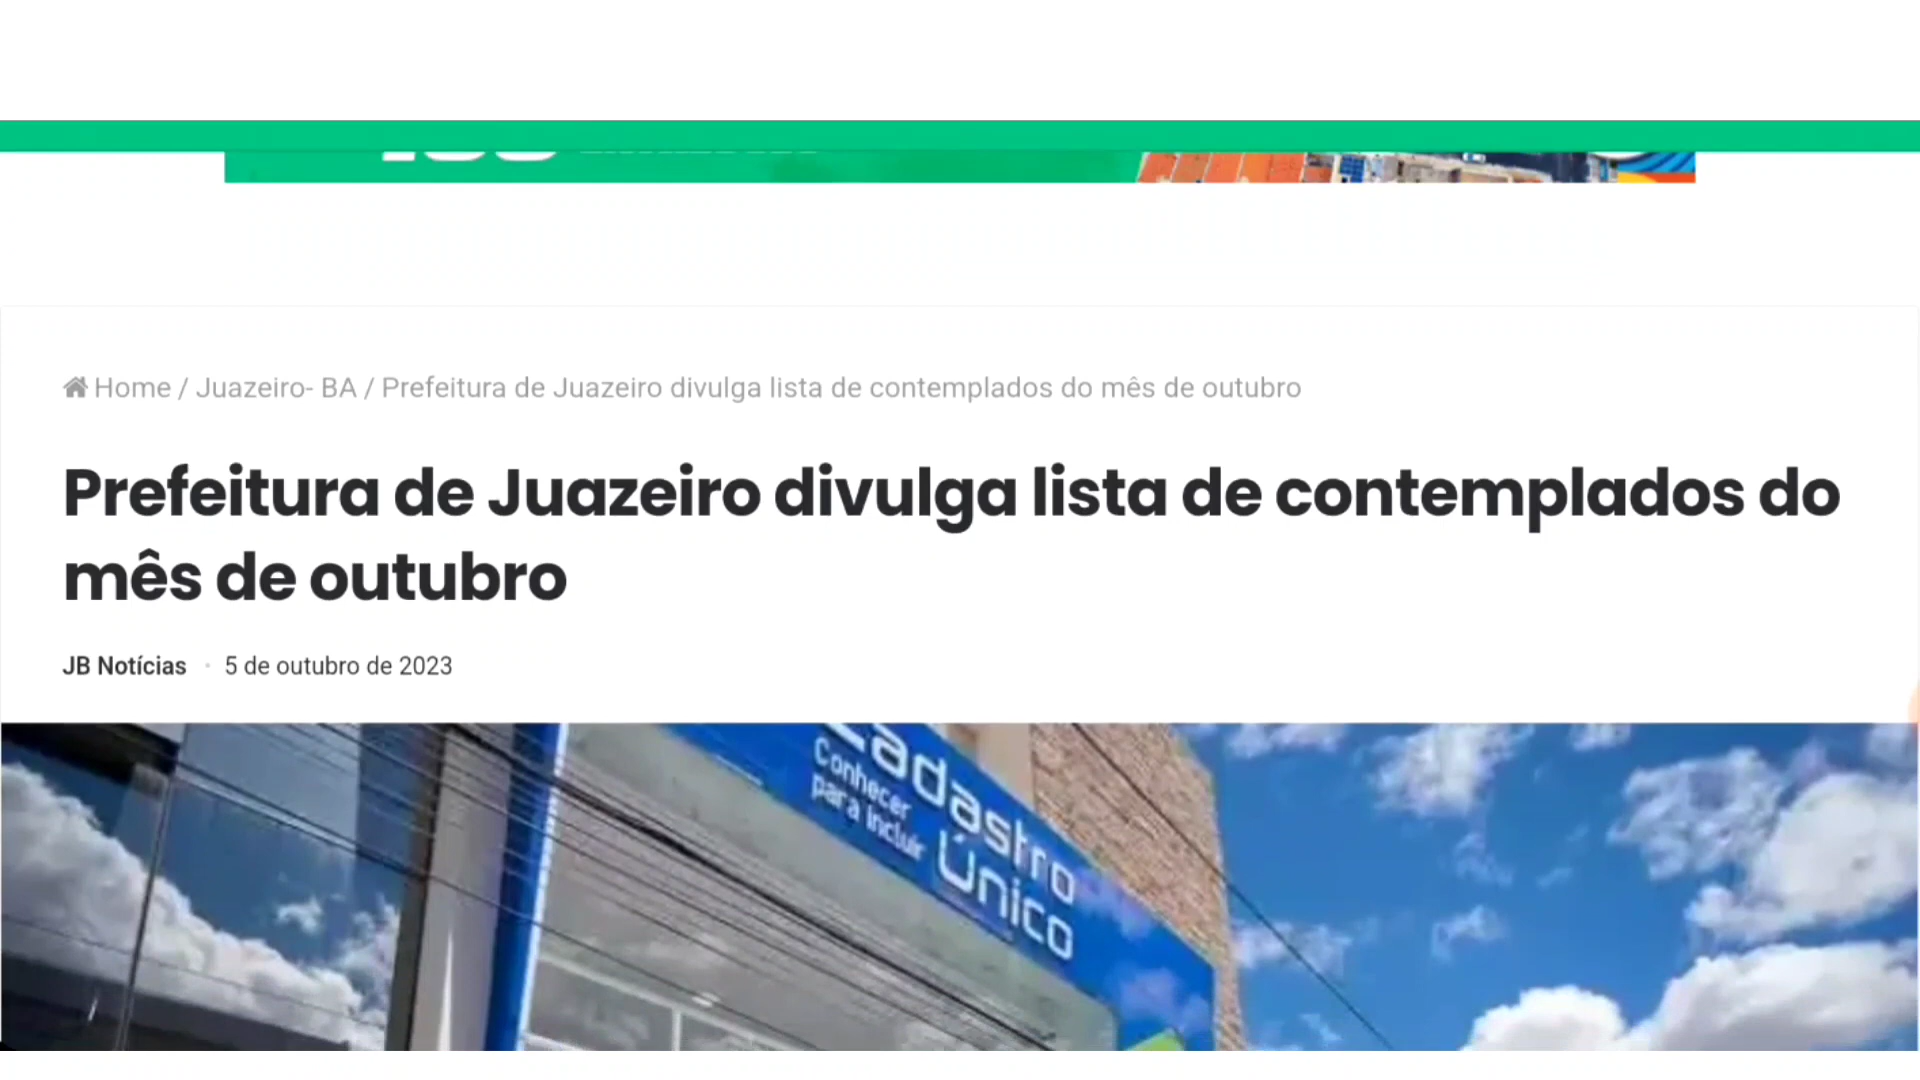 Home / Juazeiro- BA / Prefeitura de Juazeiro divulga lista de contemplados do mês de outubro
Prefeitura de Juazeiro divulga lista de contemplados do
mês de outubro
JB Notícias · 5 de outubro de 2023
Cadastro
Único
Conhecer
para incluir